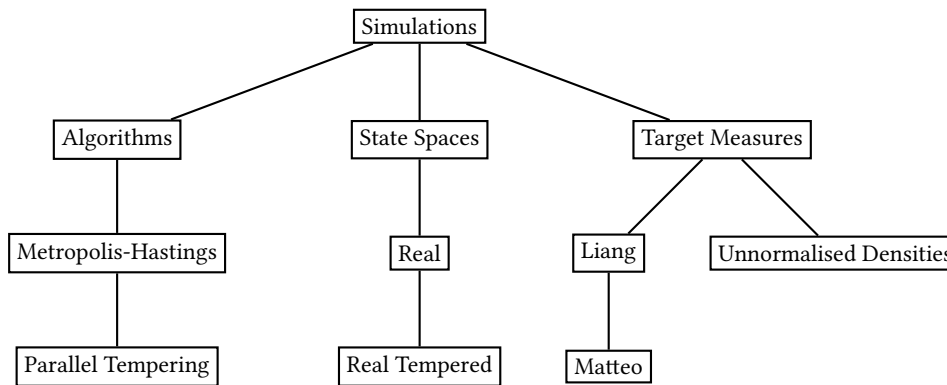 Simulations
Algorithms
State Spaces
Target Measures
Metropolis-Hastings
Real
Liang
Unnormalised Densities
Parallel Tempering
Real Tempered
Matteo